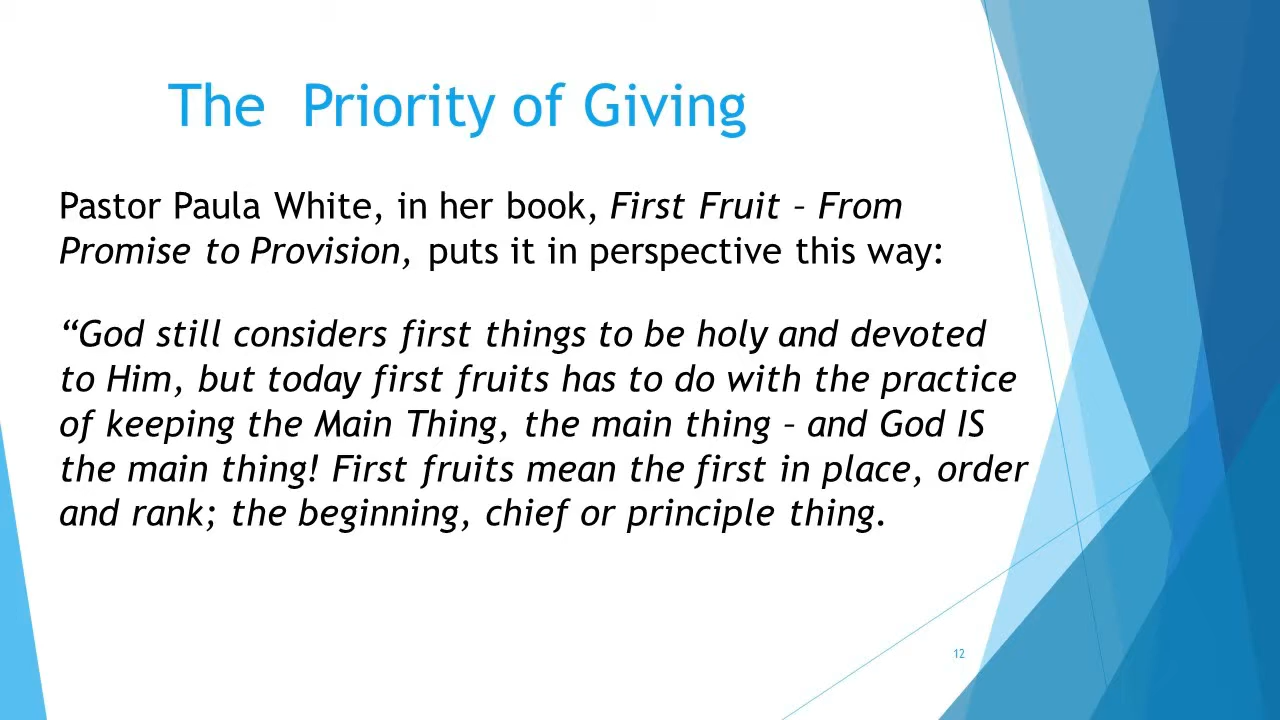 The  Priority of Giving
Pastor Paula White, in her book, First Fruit – From
Promise to Provision, puts it in perspective this way:
“God still considers first things to be holy and devoted
to Him, but today first fruits has to do with the practice
of keeping the Main Thing, the main thing – and God IS
the main thing! First fruits mean the first in place, order
and rank; the beginning, chief or principle thing.
12